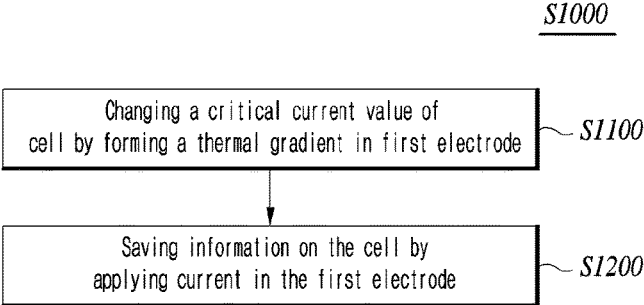 S1000
Changing a critical current value of
cell by forming a thermal gradient in first electrode
S1100
Saving information on the cell by
applying current in the first electrode
S1200